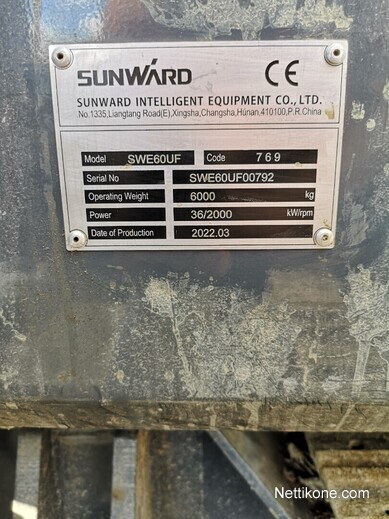 SUNWARD CE
SUNWARD INTELLIGENT EQUIPMENT CO., LTD.
No.1335,Liangtang Road(E),Xingsha,Changsha,Hunan,410100,P.R.China
Model SWE60UF Code 769
Serial No SWE60UF00792
Operating Weight 6000 kg
Power 36/2000 kW/rpm
Date of Production 2022.03
Nettikone.com